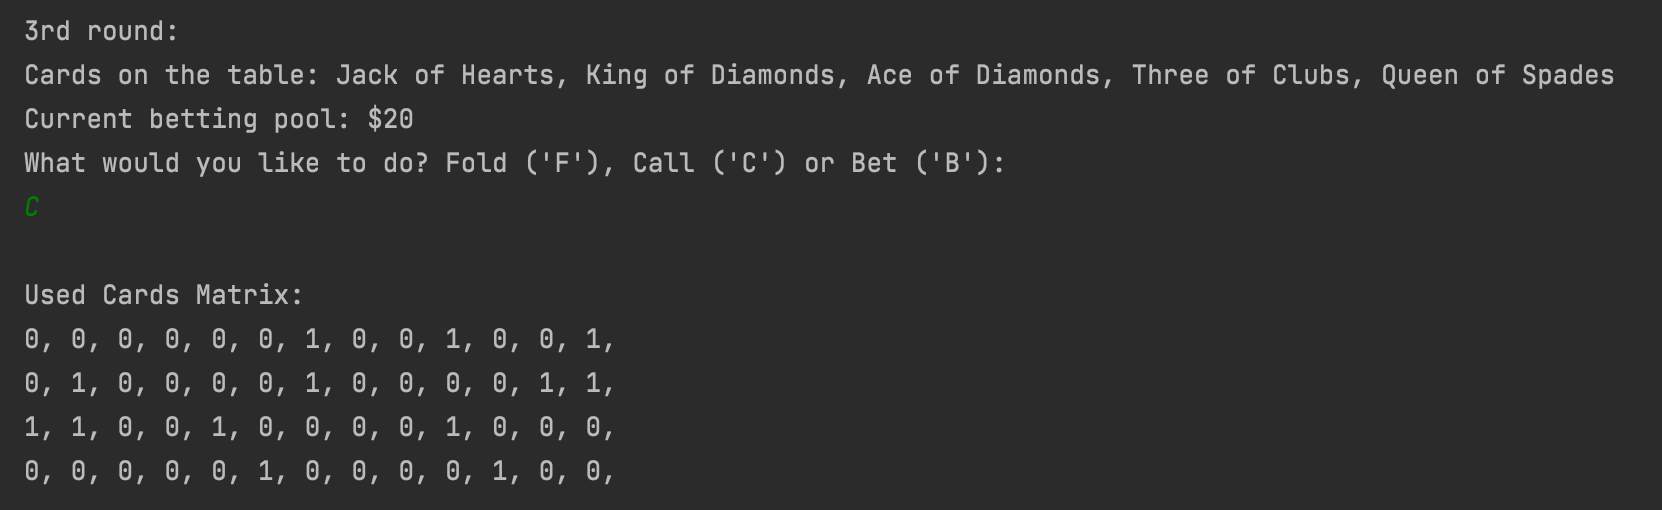 3rd round:
Cards on the table: Jack of Hearts, King of Diamonds, Ace of Diamonds, Three of Clubs, Queen of Spades
Current betting pool: $20
What would you like to do? Fold ('F'), Call ('C') or Bet ('B'):
C
Used Cards Matrix:
0, 0, 0, 0, 0, 0, 1, 0, 0, 1, 0, 0, 1,
0, 1, 0, 0, 0, 0, 1, 0, 0, 0, 0, 1, 1,
1, 1, 0, 0, 1, 0, 0, 0, 0, 1, 0, 0, 0,
0, 0, 0, 0, 0, 1, 0, 0, 0, 0, 1, 0, 0,